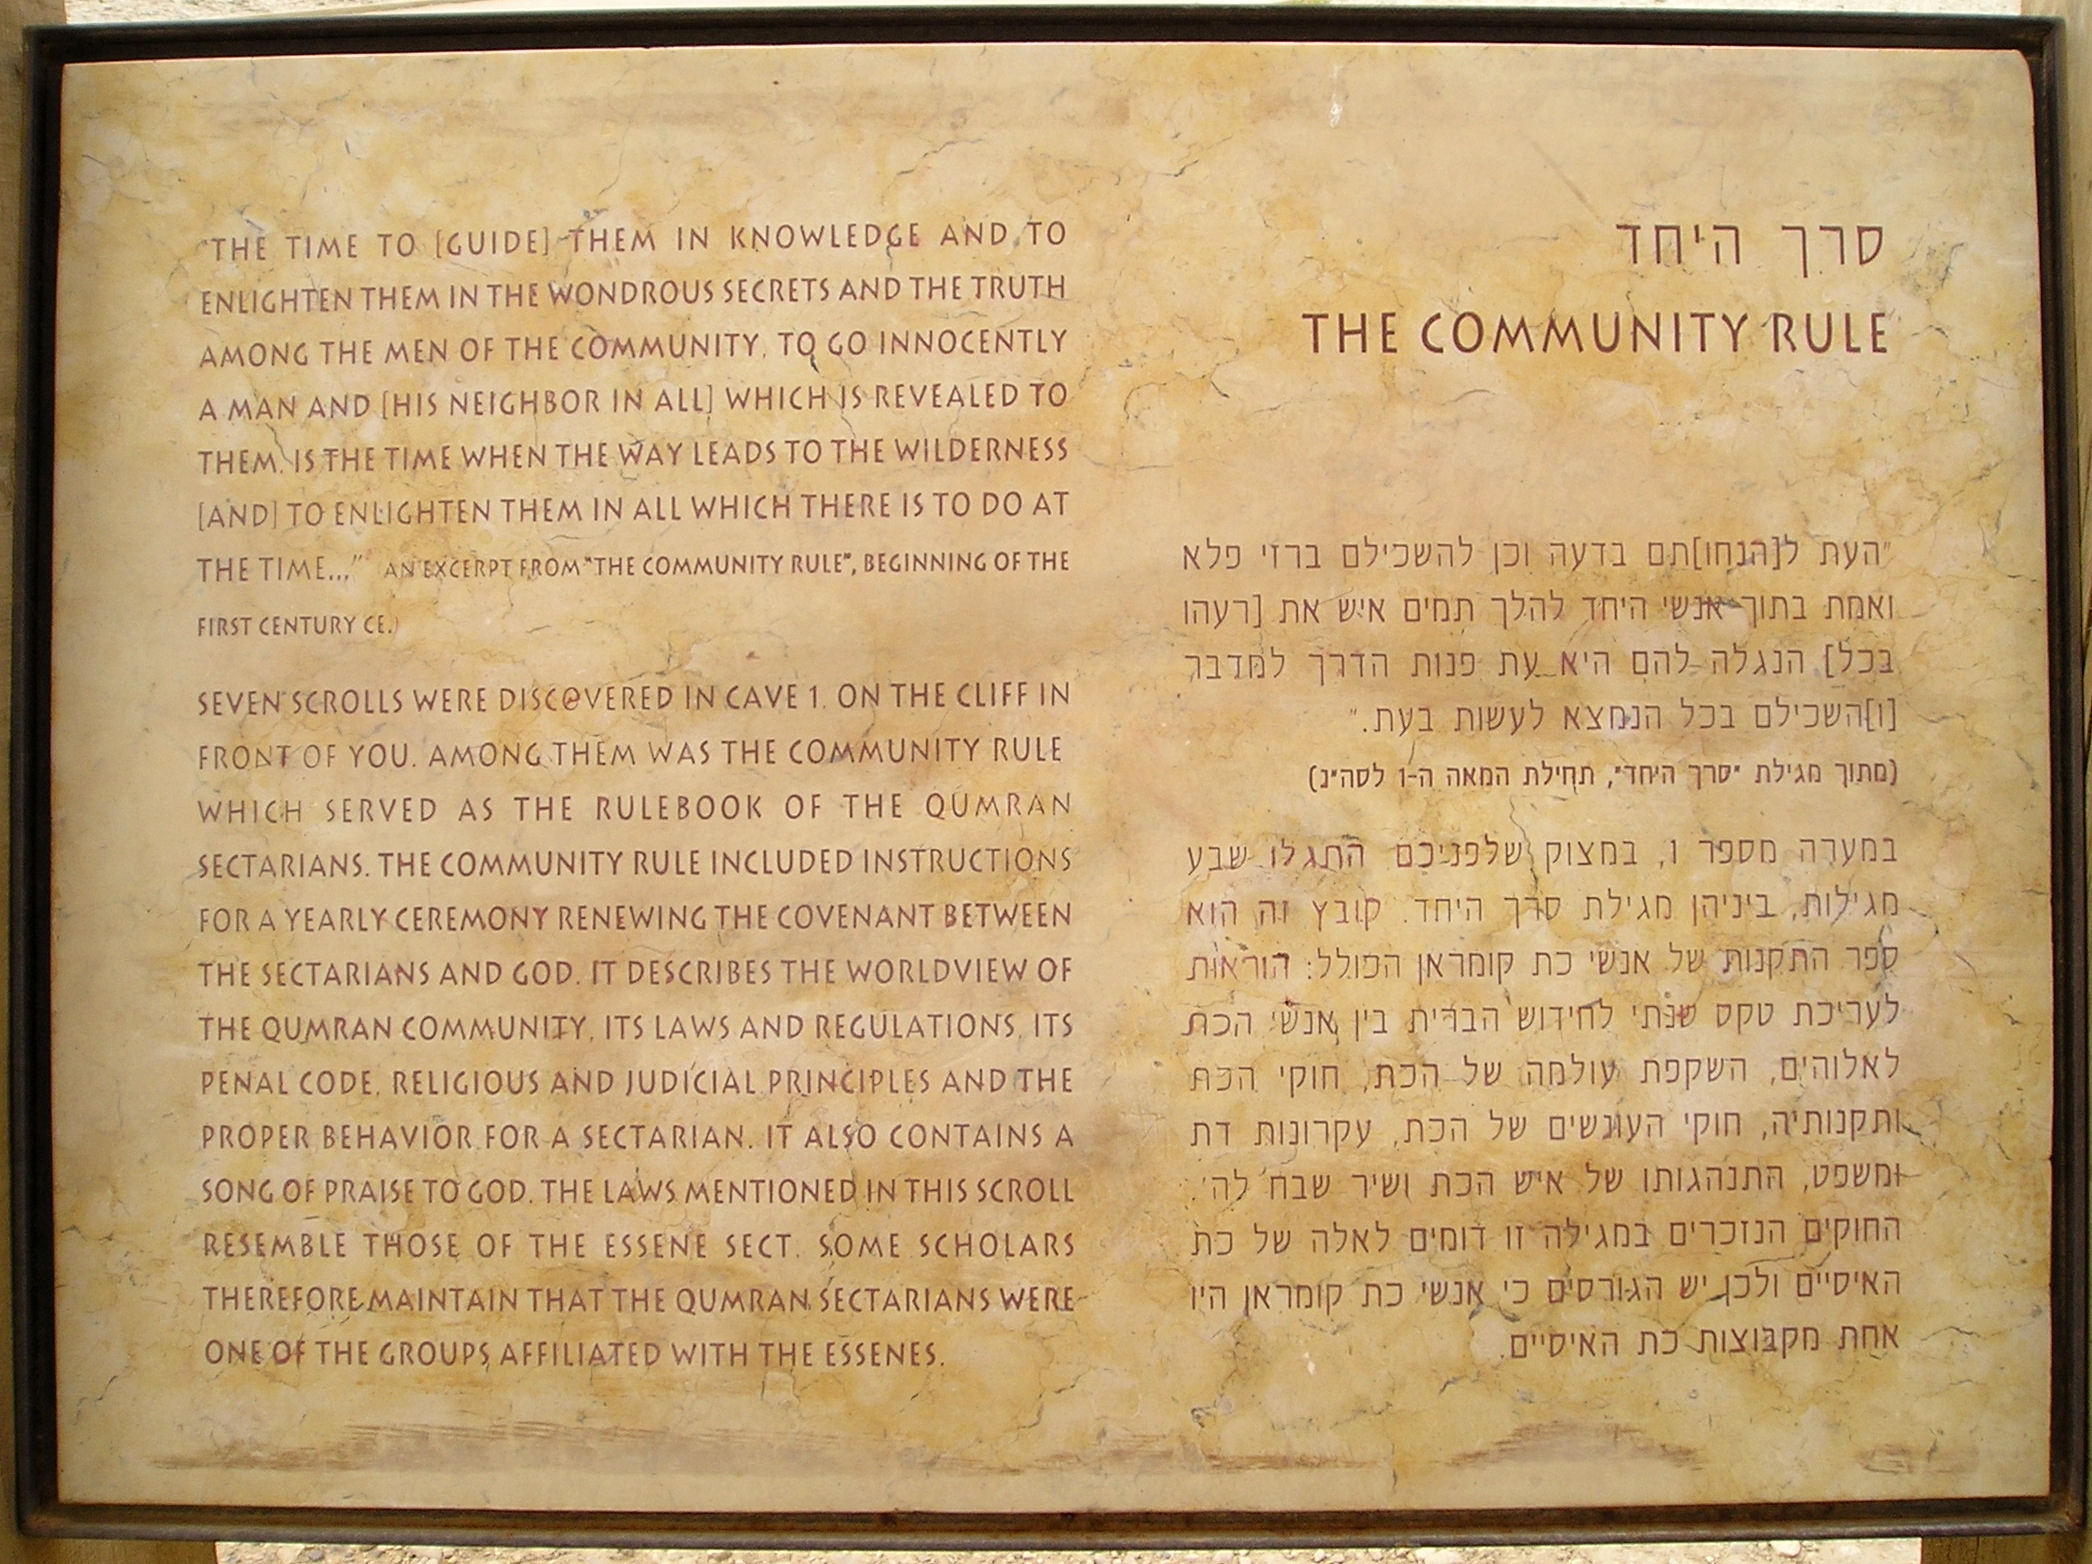 סרך היחד
THE COMMUNITY RULE
"THE TIME TO [GUIDE] THEM IN KNOWLEDGE AND TO
ENLIGHTEN THEM IN THE WONDROUS SECRETS AND THE TRUTH
AMONG THE MEN OF THE COMMUNITY, TO GO INNOCENTLY
A MAN AND [HIS NEIGHBOR IN ALL] WHICH IS REVEALED TO
THEM, IS THE TIME WHEN THE WAY LEADS TO THE WILDERNESS
[AND] TO ENLIGHTEN THEM IN ALL WHICH THERE IS TO DO AT
THE TIME..." AN EXCERPT FROM "THE COMMUNITY RULE", BEGINNING OF THE
FIRST CENTURY CE.)
SEVEN SCROLLS WERE DISCOVERED IN CAVE 1, ON THE CLIFF IN
FRONT OF YOU. AMONG THEM WAS THE COMMUNITY RULE
WHICH SERVED AS THE RULEBOOK OF THE QUMRAN
SECTARIANS. THE COMMUNITY RULE INCLUDED INSTRUCTIONS
FOR A YEARLY CEREMONY RENEWING THE COVENANT BETWEEN
THE SECTARIANS AND GOD. IT DESCRIBES THE WORLDVIEW OF
THE QUMRAN COMMUNITY, ITS LAWS AND REGULATIONS, ITS
PENAL CODE, RELIGIOUS AND JUDICIAL PRINCIPLES AND THE
PROPER BEHAVIOR FOR A SECTARIAN. IT ALSO CONTAINS A
SONG OF PRAISE TO GOD. THE LAWS MENTIONED IN THIS SCROLL
RESEMBLE THOSE OF THE ESSENE SECT. SOME SCHOLARS
THEREFORE MAINTAIN THAT THE QUMRAN SECTARIANS WERE
ONE OF THE GROUPS AFFILIATED WITH THE ESSENES.
"העת ל[הנחו]תם בדעה וכן להשכילם ברזי פלא
ואמת בתוך אנשי היחד להלך תמים איש את [רעהו
בכל] הנגלה להם היא עת פנות הדרך למדבר
[ו]השכילם בכל הנמצא לעשות בעת."
(מתוך מגילת "סרך היחד", תחילת המאה ה-1 לסה"נ)
במערה מספר 1, במצוק שלפניכם התגלו שבע
מגילות, ביניהן מגילת סרך היחד. קובץ זה הוא
ספר התקנות של אנשי כת קומראן הכולל: הוראות
לעריכת טקס שנתי לחידוש הברית בין אנשי הכת
לאלוהים, השקפת עולמה של הכת, חוקי הכת
ותקנותיה, חוקי העונשים של הכת, עקרונות דת
ומשפט, התנהגותו של איש הכת ושיר שבח לה'.
החוקים הנזכרים במגילה זו דומים לאלה של כת
האיסיים ולכן יש הגורסים כי אנשי כת קומראן היו
אחת מקבוצות כת האיסיים.